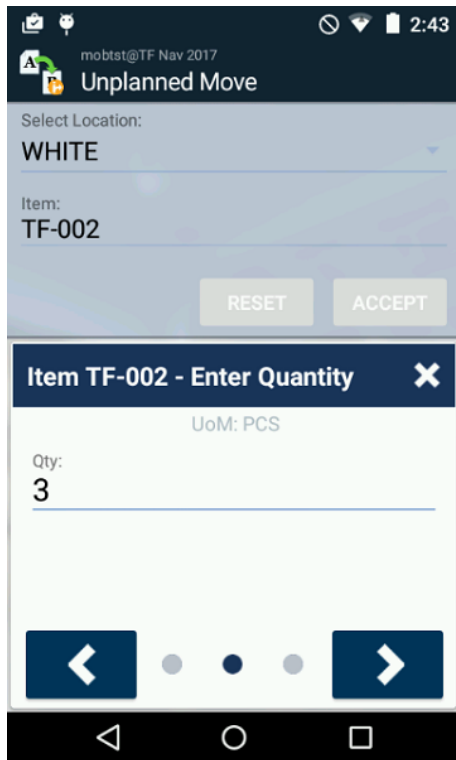 2:43
mobtst@TF Nav 2017
Unplanned Move
Select Location:
WHITE
Item:
TF-002
RESET
ACCEPT
Item TF-002 - Enter Quantity
UoM: PCS
Qty:
3